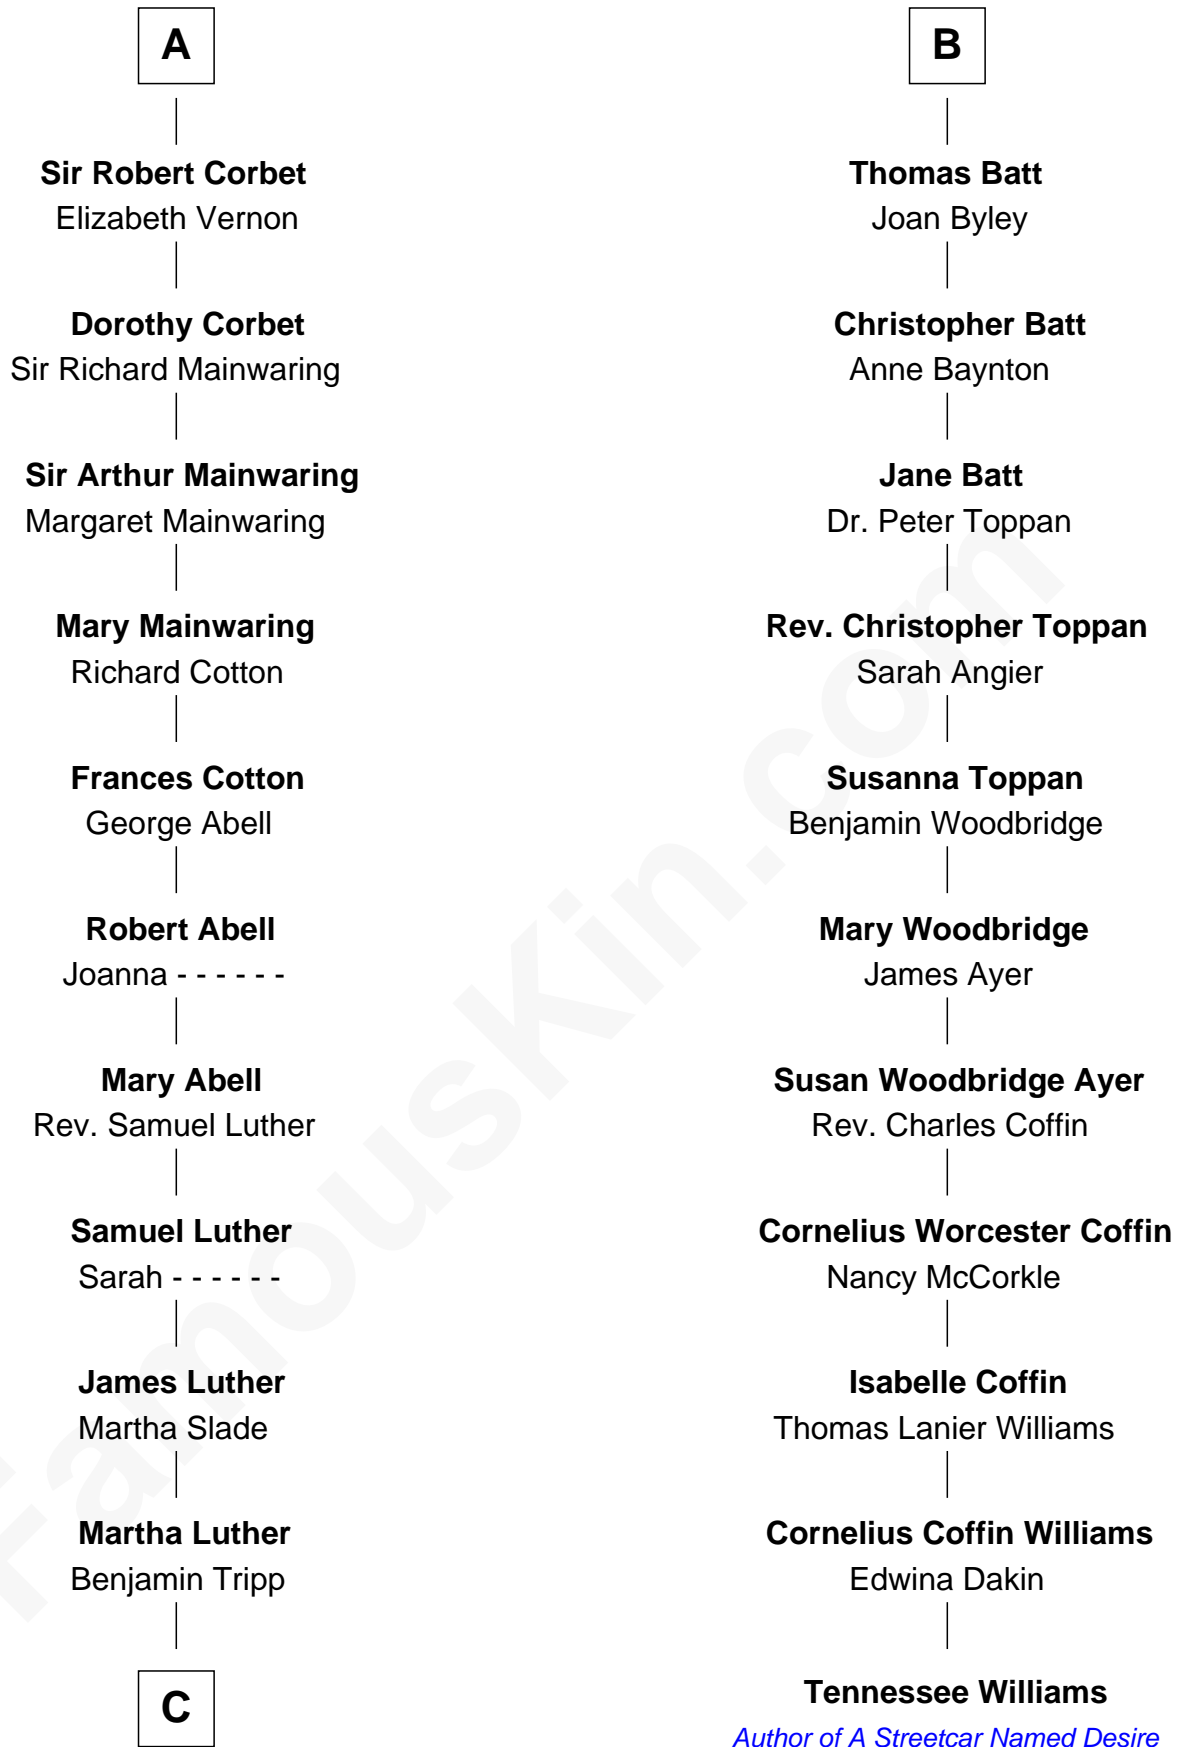 A
Sir Robert Corbet
Elizabeth Vernon
Dorothy Corbet
Sir Richard Mainwaring
Sir Arthur Mainwaring
Margaret Mainwaring
Mary Mainwaring
Richard Cotton
Frances Cotton
George Abell
Robert Abell
Joanna - - - - - -
Mary Abell
Rev. Samuel Luther
Samuel Luther
Sarah - - - - - -
James Luther
Martha Slade
Martha Luther
Benjamin Tripp
C
B
Thomas Batt
Joan Byley
Christopher Batt
Anne Baynton
Jane Batt
Dr. Peter Toppan
Rev. Christopher Toppan
Sarah Angier
Susanna Toppan
Benjamin Woodbridge
Mary Woodbridge
James Ayer
Susan Woodbridge Ayer
Rev. Charles Coffin
Cornelius Worcester Coffin
Nancy McCorkle
Isabelle Coffin
Thomas Lanier Williams
Cornelius Coffin Williams
Edwina Dakin
Tennessee Williams
Author of A Streetcar Named Desire
FamousKin.com